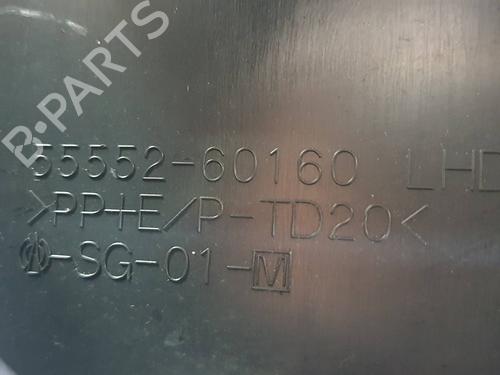 B-PARTS
55552-60160 LHD
>PP+E/P-TD20<
-SG-01-M